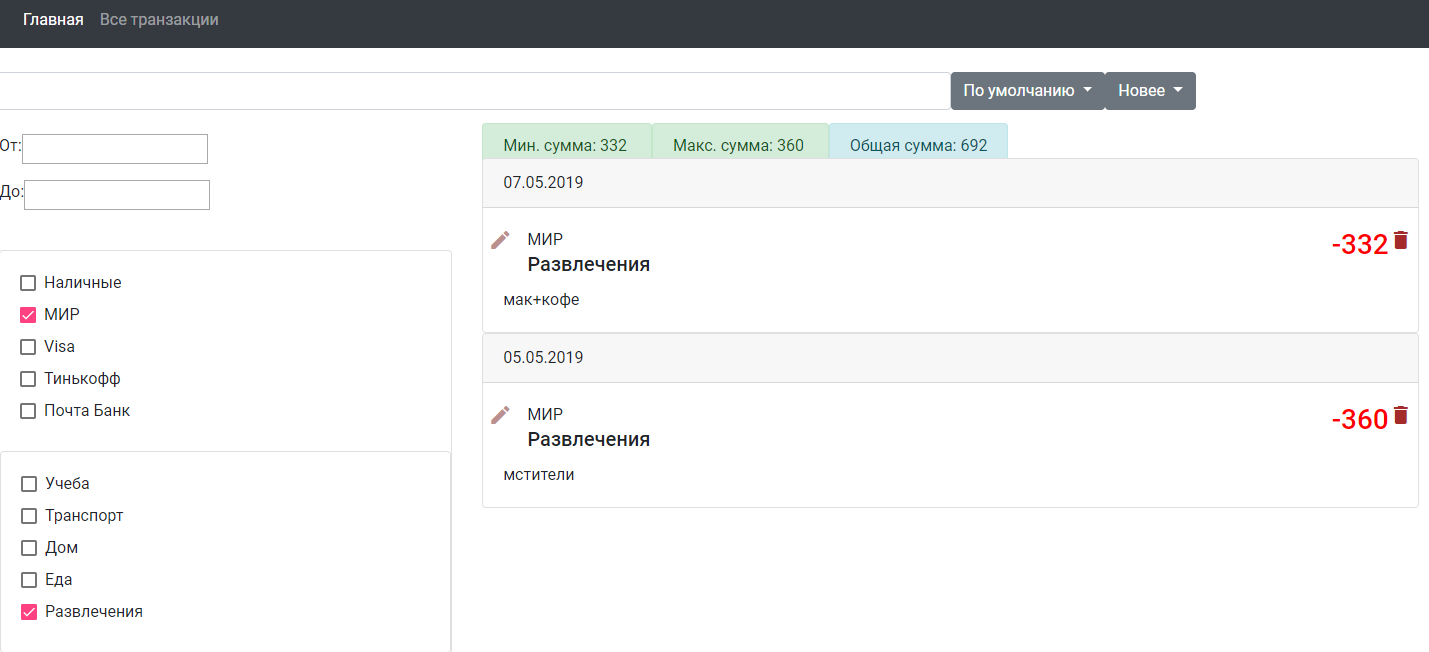 Главная Все транзакции
По умолчанию Новее
От:
До:
Наличные
МИР
Visa
Тинькофф
Почта Банк
Учеба
Транспорт
Дом
Еда
Развлечения
Мин. сумма: 332 Макс. сумма: 360 Общая сумма: 692
07.05.2019
МИР
Развлечения
-332
мак+кофе
05.05.2019
МИР
Развлечения
-360
мстители